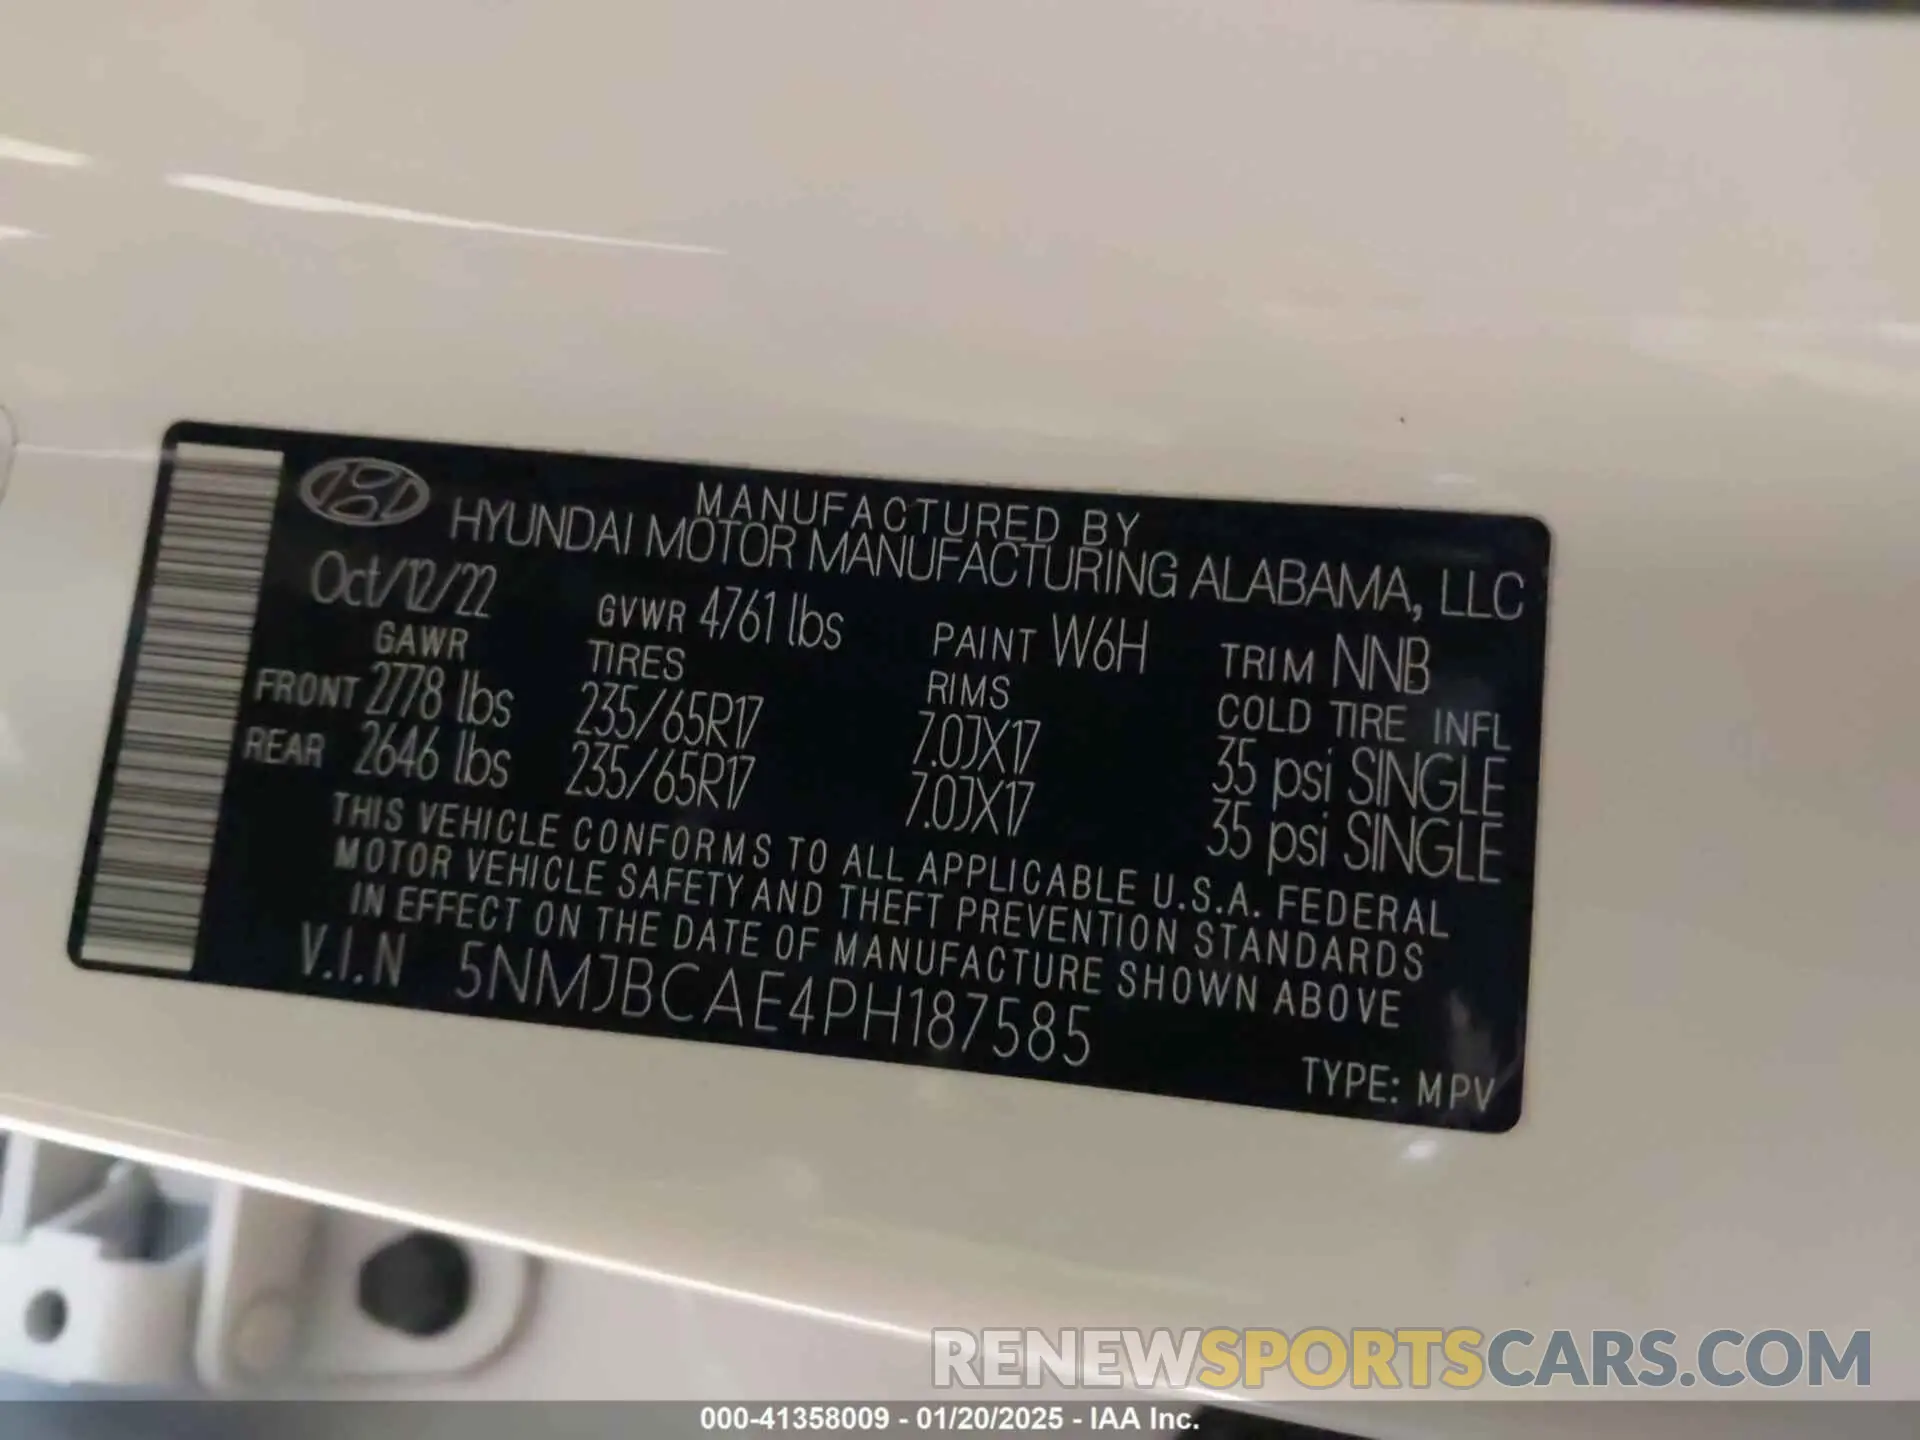 MANUFACTURED BY
HYUNDAI MOTOR MANUFACTURING ALABAMA, LLC
Oct/12/22 GVWR 4761 lbs PAINT W6H TRIM NNB
GAWR TIRES RIMS COLD TIRE INFL
FRONT 2778 lbs 235/65R17 7.0JX17 35 psi SINGLE
REAR 2646 lbs 235/65R17 7.0JX17 35 psi SINGLE
THIS VEHICLE CONFORMS TO ALL APPLICABLE U.S.A. FEDERAL
MOTOR VEHICLE SAFETY AND THEFT PREVENTION STANDARDS
IN EFFECT ON THE DATE OF MANUFACTURE SHOWN ABOVE
V.I.N 5NMJBCAE4PH187585
TYPE: MPV
RENEWSPORTSCARS.COM
000-41358009 - 01/20/2025 - IAA Inc.